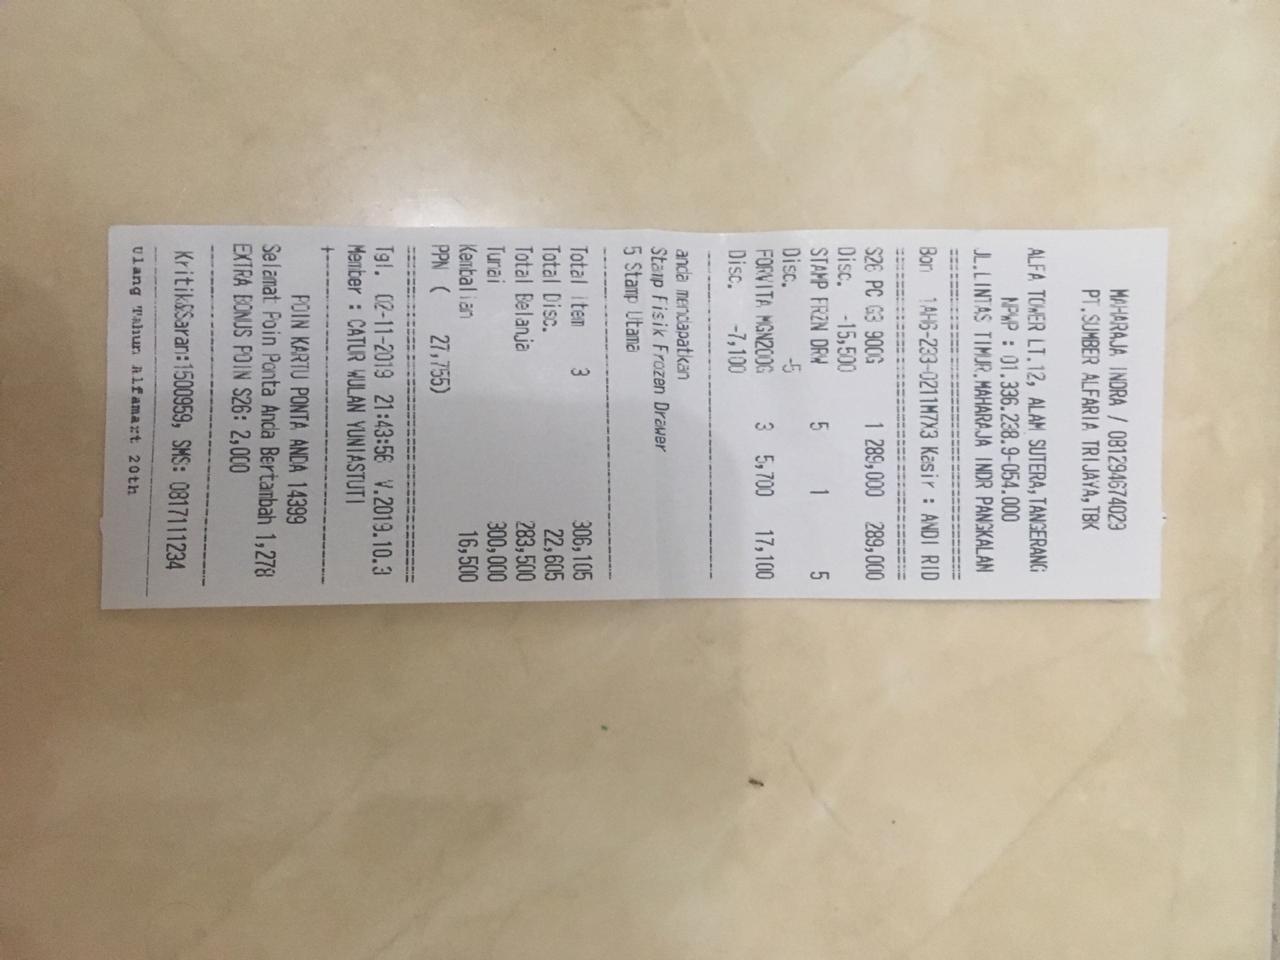 MAHARAJA INDRA / 081294674029
PT.SUMBER ALFARIA TRIJAYA,TBK
ALFA TOWER LT.12, ALAM SUTERA,TANGERANG
NPWP : 01.336.238.9-054.000
JL.LINTAS TIMUR.MAHARAJA INDR PANGKALAN
Bon 1AH6-233-0211M7X3 Kasir : ANDI RID
S26 PC G3 900G 1 289,000 289,000
Disc. -15,500
STAMP FRZN DRW 5 1 5
Disc. -5
FORVITA MGN200G 3 5,700 17,100
Disc. -7,100
anda mendapatkan
Stamp Fisik Frozen Drawer
5 Stamp Utama
Total item 3 306,105
Total Disc. 22,605
Total Belanja 283,500
Tunai 300,000
Kembalian 16,500
PPN ( 27,755)
Tgl. 02-11-2019 21:43:56 V.2019.10.3
Member : CATUR WULAN YUNIASTUTI
+
POIN KARTU PONTA ANDA 14399
Selamat Poin Ponta Anda Bertambah 1,278
EXTRA BONUS POIN S26: 2,000
Kritik&Saran:1500959, SMS: 08171111234
Ulang Tahun Alfamart 20th